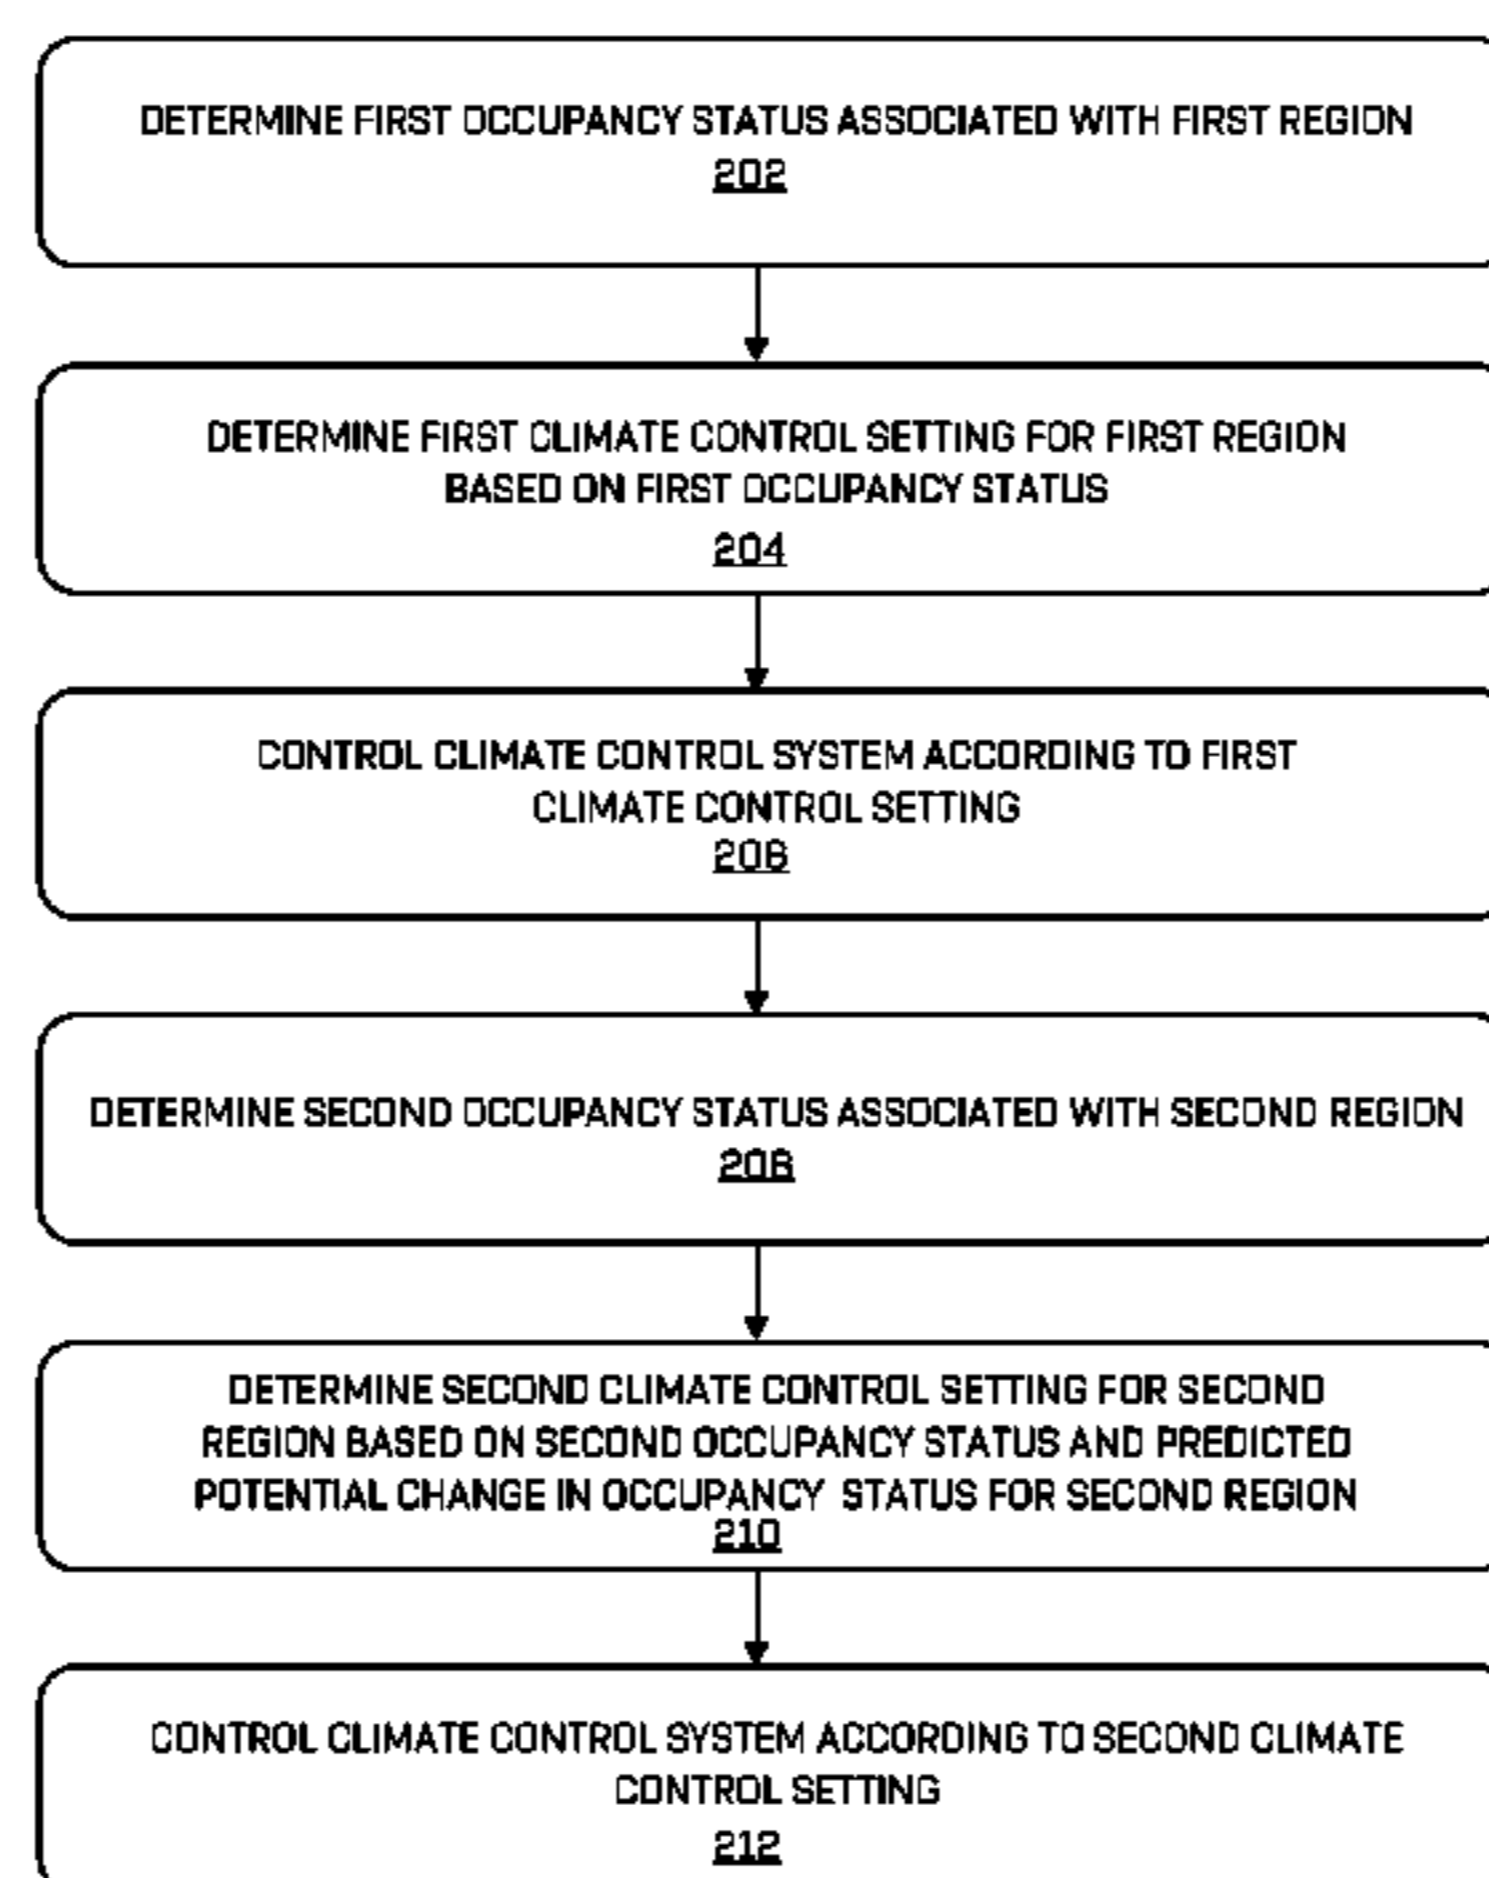 DETERMINE FIRST OCCUPANCY STATUS ASSOCIATED WITH FIRST REGION
202
DETERMINE FIRST CLIMATE CONTROL SETTING FOR FIRST REGION
BASED ON FIRST OCCUPANCY STATUS
204
CONTROL CLIMATE CONTROL SYSTEM ACCORDING TO FIRST
CLIMATE CONTROL SETTING
206
DETERMINE SECOND OCCUPANCY STATUS ASSOCIATED WITH SECOND REGION
208
DETERMINE SECOND CLIMATE CONTROL SETTING FOR SECOND
REGION BASED ON SECOND OCCUPANCY STATUS AND PREDICTED
POTENTIAL CHANGE IN OCCUPANCY STATUS FOR SECOND REGION
210
CONTROL CLIMATE CONTROL SYSTEM ACCORDING TO SECOND CLIMATE
CONTROL SETTING
212